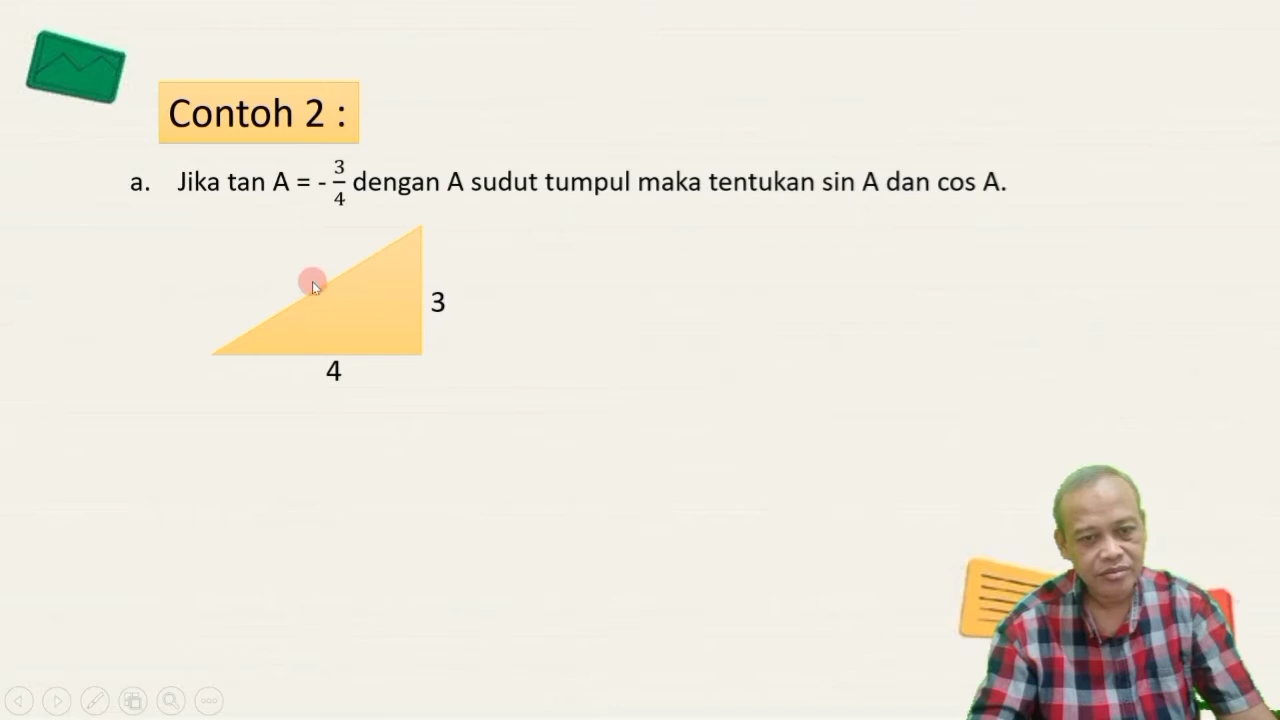 Contoh 2 :
a. Jika tan A = - 3/4 dengan A sudut tumpul maka tentukan sin A dan cos A.
3
4